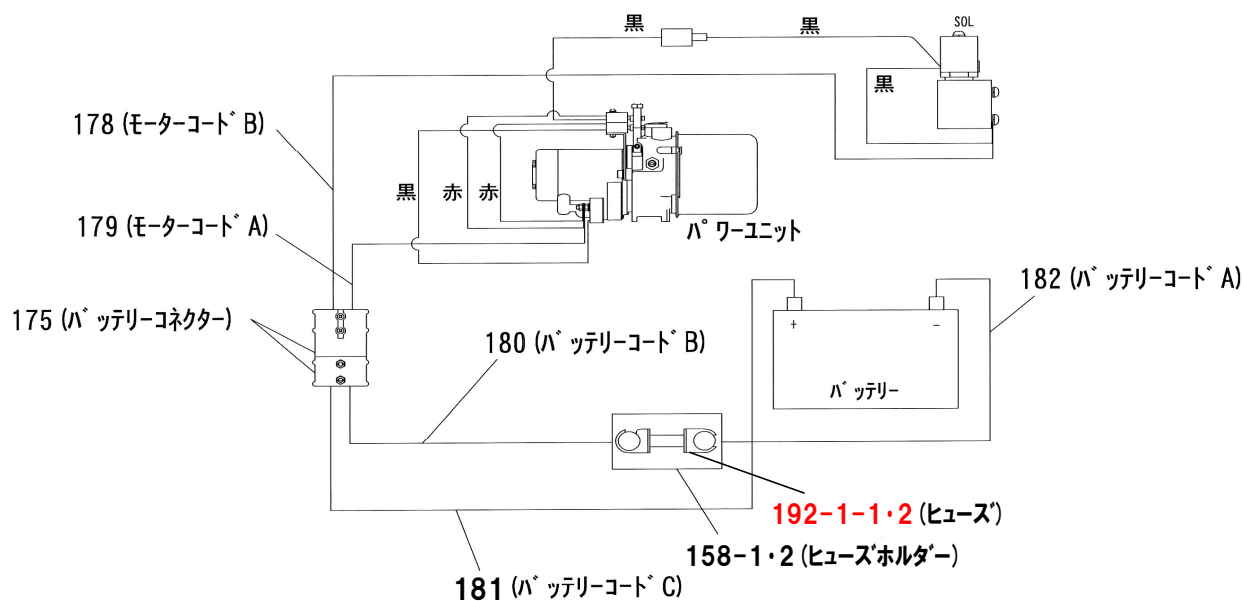 黒
黒
SOL
黒
178 (モーターコード B)
黒 赤 赤
179 (モーターコード A)
パワーユニット
182 (バッテリーコード A)
175 (バッテリーコネクター)
+ −
180 (バッテリーコード B)
バッテリー
192-1-1・2 (ヒューズ)
158-1・2 (ヒューズホルダー)
181 (バッテリーコード C)